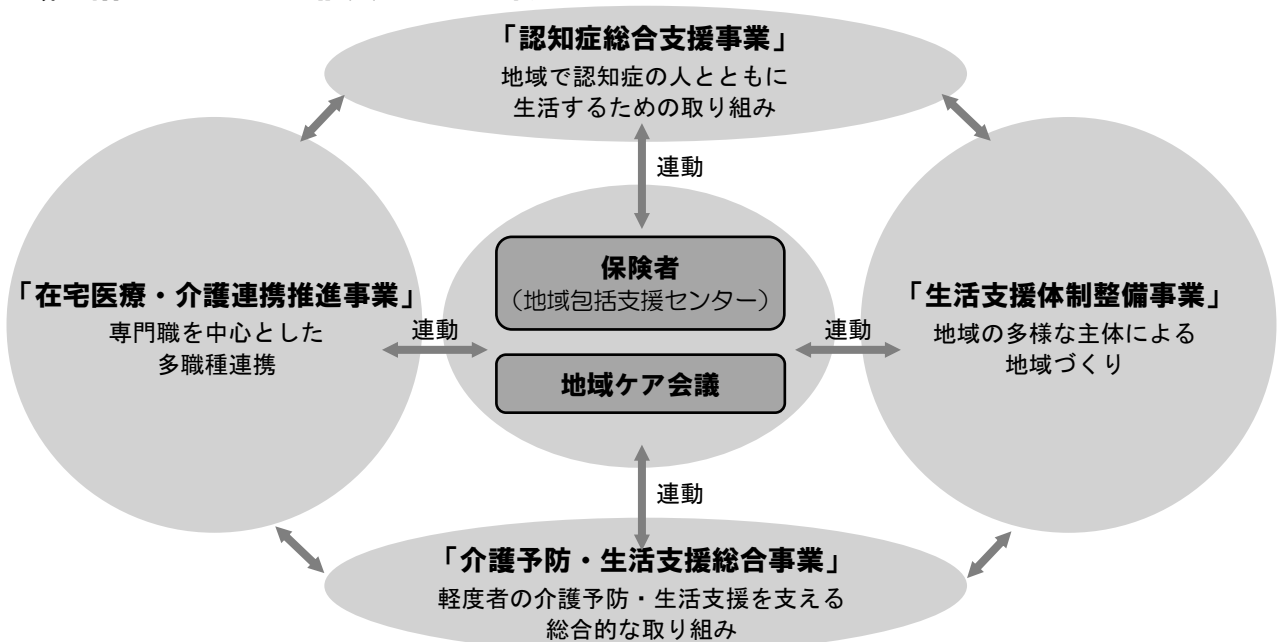 「認知症総合支援事業」
地域で認知症の人とともに
生活するための取り組み
連動
保険者
（地域包括支援センター）
「在宅医療・介護連携推進事業」
専門職を中心とした
多職種連携
連動
連動
「生活支援体制整備事業」
地域の多様な主体による
地域づくり
地域ケア会議
連動
「介護予防・生活支援総合事業」
軽度者の介護予防・生活支援を支える
総合的な取り組み